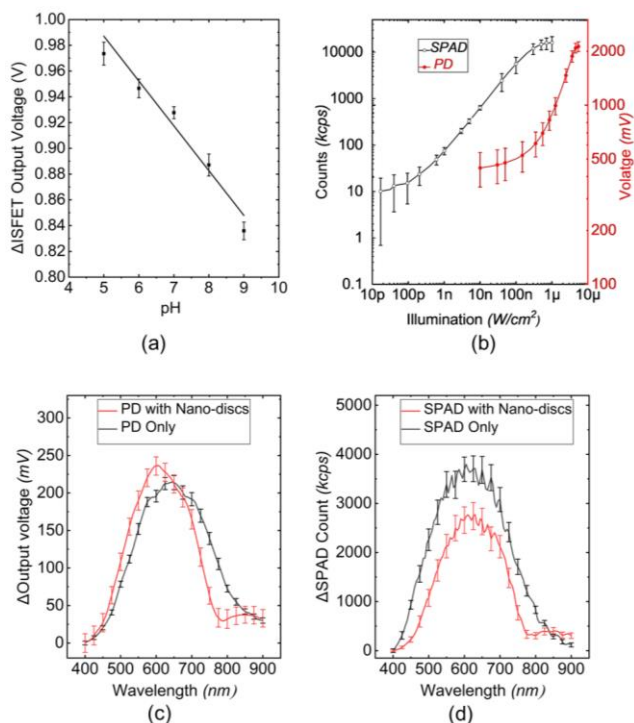 ΔISFET Output Voltage (V)
1.00
0.98
0.96
0.94
0.92
0.90
0.88
0.86
0.84
0.82
0.80
4 5 6 7 8 9 10
pH
(a)
Counts (kcps)
10000
1000
100
10
1
0.1
SPAD
PD
2000
1000
500
200
100
Volatge (mV)
10p 100p 1n 10n 100n 1μ 10μ
Illumination (W/cm²)
(b)
ΔOutput voltage (mV)
300
250
200
150
100
50
0
PD with Nano-discs
PD Only
400 500 600 700 800 900
Wavelength (nm)
(c)
ΔSPAD Count (kcps)
5000
4000
3000
2000
1000
0
SPAD with Nano-discs
SPAD Only
400 500 600 700 800 900
Wavelength (nm)
(d)